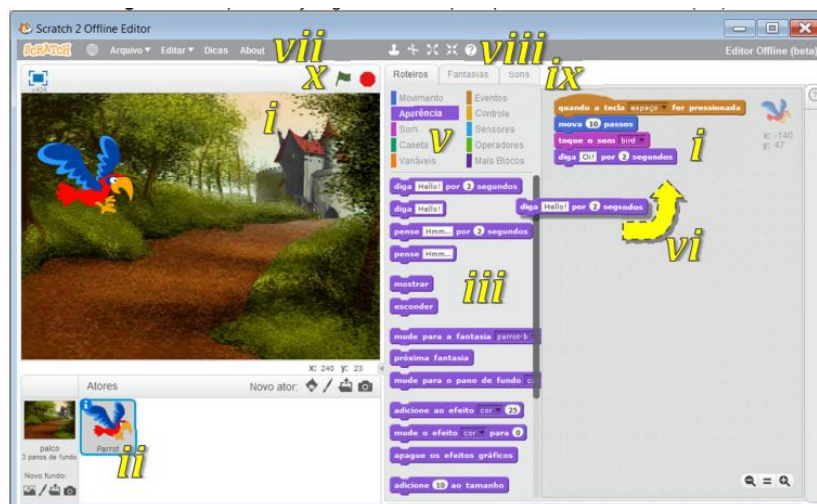 Scratch 2 Offline Editor
SCRATCH Arquivo Editar Dicas About vii viii Editor Offline (beta)
v404
x
i
Roteiros Fantasias Sons ix
Movimento Eventos
Aparência Controle
Som Sensores
Caneta Operadores
Variáveis Mais Blocos
v
diga Hello! por 2 segundos
diga Hello!
pense Hmm... por 2 segundos
pense Hmm...
mostrar
esconder
iii
mude para a fantasia parrot-b
próxima fantasia
mude para o pano de fundo
adicione ao efeito cor 25
mude o efeito cor para 0
apague os efeitos gráficos
adicione 10 ao tamanho
quando a tecla espaço for pressionada
mova 10 passos
toque o som bird
diga Oi! por 2 segundos
i
x: -140
y: 47
diga Hello! por 2 segundos
vi
x: 240 y: 23
Atores Novo ator:
palco
3 panos de fundo
Novo fundo:
Parrot
ii